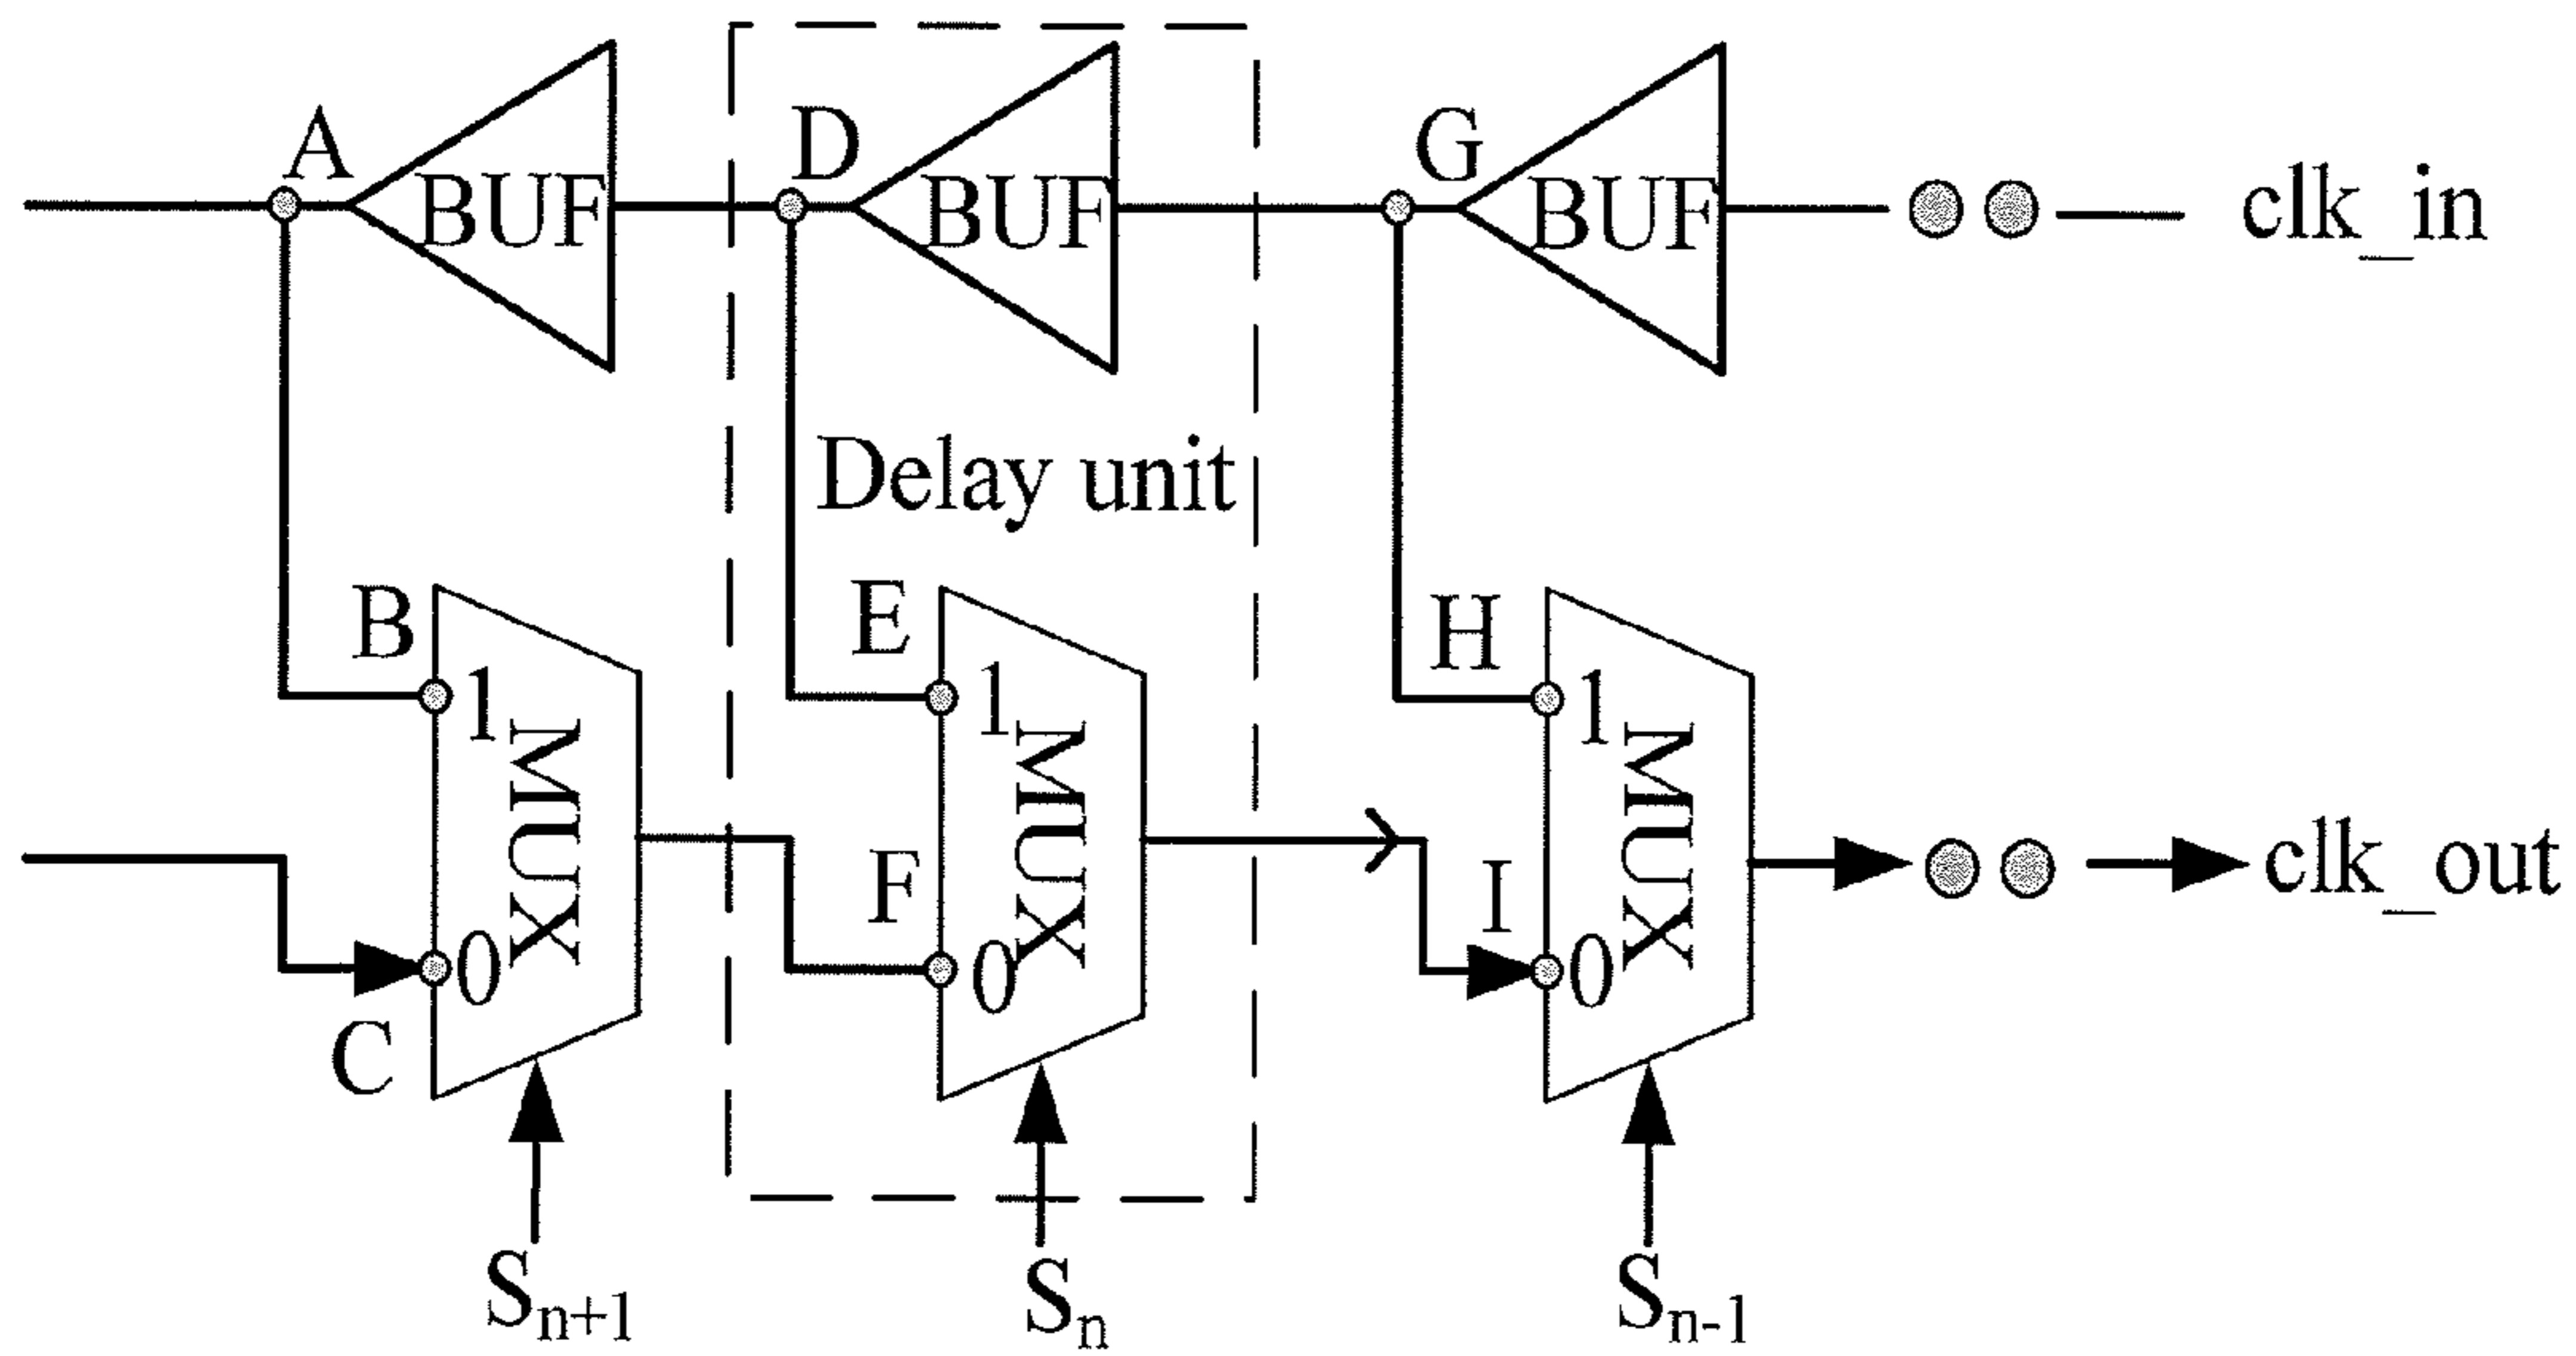 A
D
G
BUF
BUF
BUF
clk_in
Delay unit
B
E
H
1
1
1
MUX
MUX
MUX
F
I
clk_out
0
0
0
C
Sn+1
Sn
Sn-1